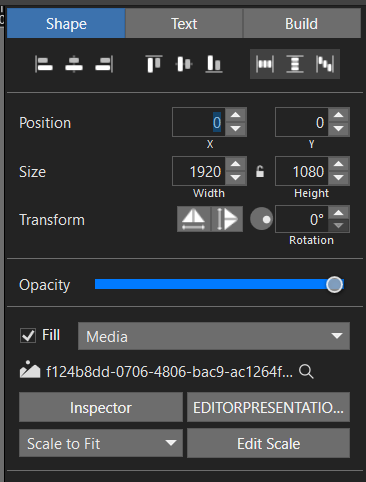 Shape Text Build
Position 0 0
X Y
Size 1920 1080
Width Height
Transform 0°
Rotation
Opacity
Fill Media
f124b8dd-0706-4806-bac9-ac1264f...
Inspector EDITORPRESENTATIO...
Scale to Fit Edit Scale